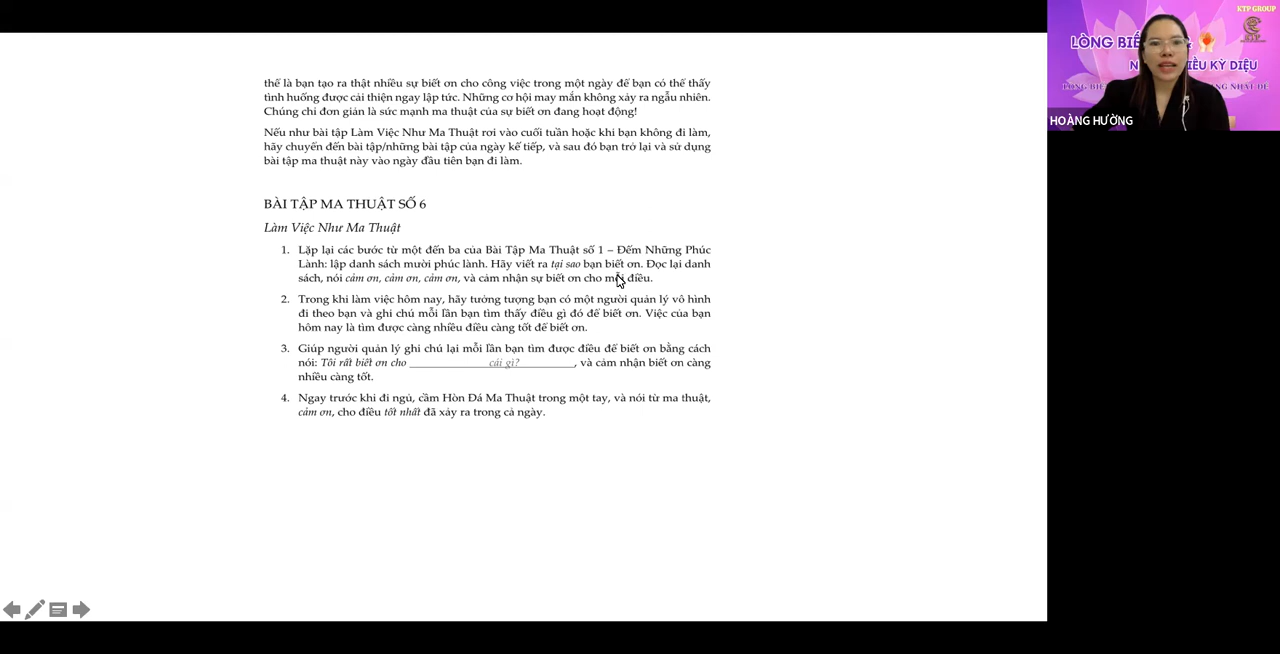 thế là bạn tạo ra thật nhiều sự biết ơn cho công việc trong một ngày để bạn có thể thấy
tình huống được cải thiện ngay lập tức. Những cơ hội may mắn không xảy ra ngẫu nhiên.
Chúng chỉ đơn giản là sức mạnh ma thuật của sự biết ơn đang hoạt động!
Nếu như bài tập Làm Việc Như Ma Thuật rơi vào cuối tuần hoặc khi bạn không đi làm,
hãy chuyển đến bài tập/những bài tập của ngày kế tiếp, và sau đó bạn trở lại và sử dụng
bài tập ma thuật này vào ngày đầu tiên bạn đi làm.
BÀI TẬP MA THUẬT SỐ 6
Làm Việc Như Ma Thuật
1. Lặp lại các bước từ một đến ba của Bài Tập Ma Thuật số 1 – Đếm Những Phúc
Lành: lập danh sách mười phúc lành. Hãy viết ra tại sao bạn biết ơn. Đọc lại danh
sách, nói cảm ơn, cảm ơn, cảm ơn, và cảm nhận sự biết ơn cho mỗi điều.
2. Trong khi làm việc hôm nay, hãy tưởng tượng bạn có một người quản lý vô hình
đi theo bạn và ghi chú mỗi lần bạn tìm thấy điều gì đó để biết ơn. Việc của bạn
hôm nay là tìm được càng nhiều điều càng tốt để biết ơn.
3. Giúp người quản lý ghi chú lại mỗi lần bạn tìm được điều để biết ơn bằng cách
nói: Tôi rất biết ơn cho cái gì? , và cảm nhận biết ơn càng
nhiều càng tốt.
4. Ngay trước khi đi ngủ, cầm Hòn Đá Ma Thuật trong một tay, và nói từ ma thuật,
cảm ơn, cho điều tốt nhất đã xảy ra trong cả ngày.
KTP GROUP
LÒNG BIẾ
N IỀU KỲ DIỆU
LÒNG BIẾ NG NHẤT ĐỂ
HOÀNG HƯỜNG